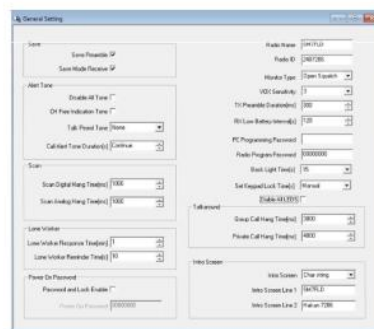 General Setting
Save
Save Preamble
Save Mode Receive
Alert Tone
Disable All Tone
CH Free Indication Tone
Talk Permit Tone None
Call Alert Tone Duration[s] Continue
Scan
Scan Digital Hang Time[ms] 1000
Scan Analog Hang Time[ms] 1000
Lone Worker
Lone Worker Response Time[min] 1
Lone Worker Reminder Time[s] 10
Power On Password
Password and Lock Enable
Power On Password 00000000
Radio Name
Radio ID
Monitor Type Open Squelch
VOX Sensitivity 3
TX Preamble Duration[ms]
RX Low Battery Interval[s] 120
PC Programming Password
Radio Program Password 00000000
Back Light Time[s]
Set Keypad Lock Time[s] Manual
Disable All LEDS
Talkaround
Group Call Hang Time[ms]
Private Call Hang Time[ms]
Intro Screen
Intro Screen Char string
Intro Screen Line 1
Intro Screen Line 2